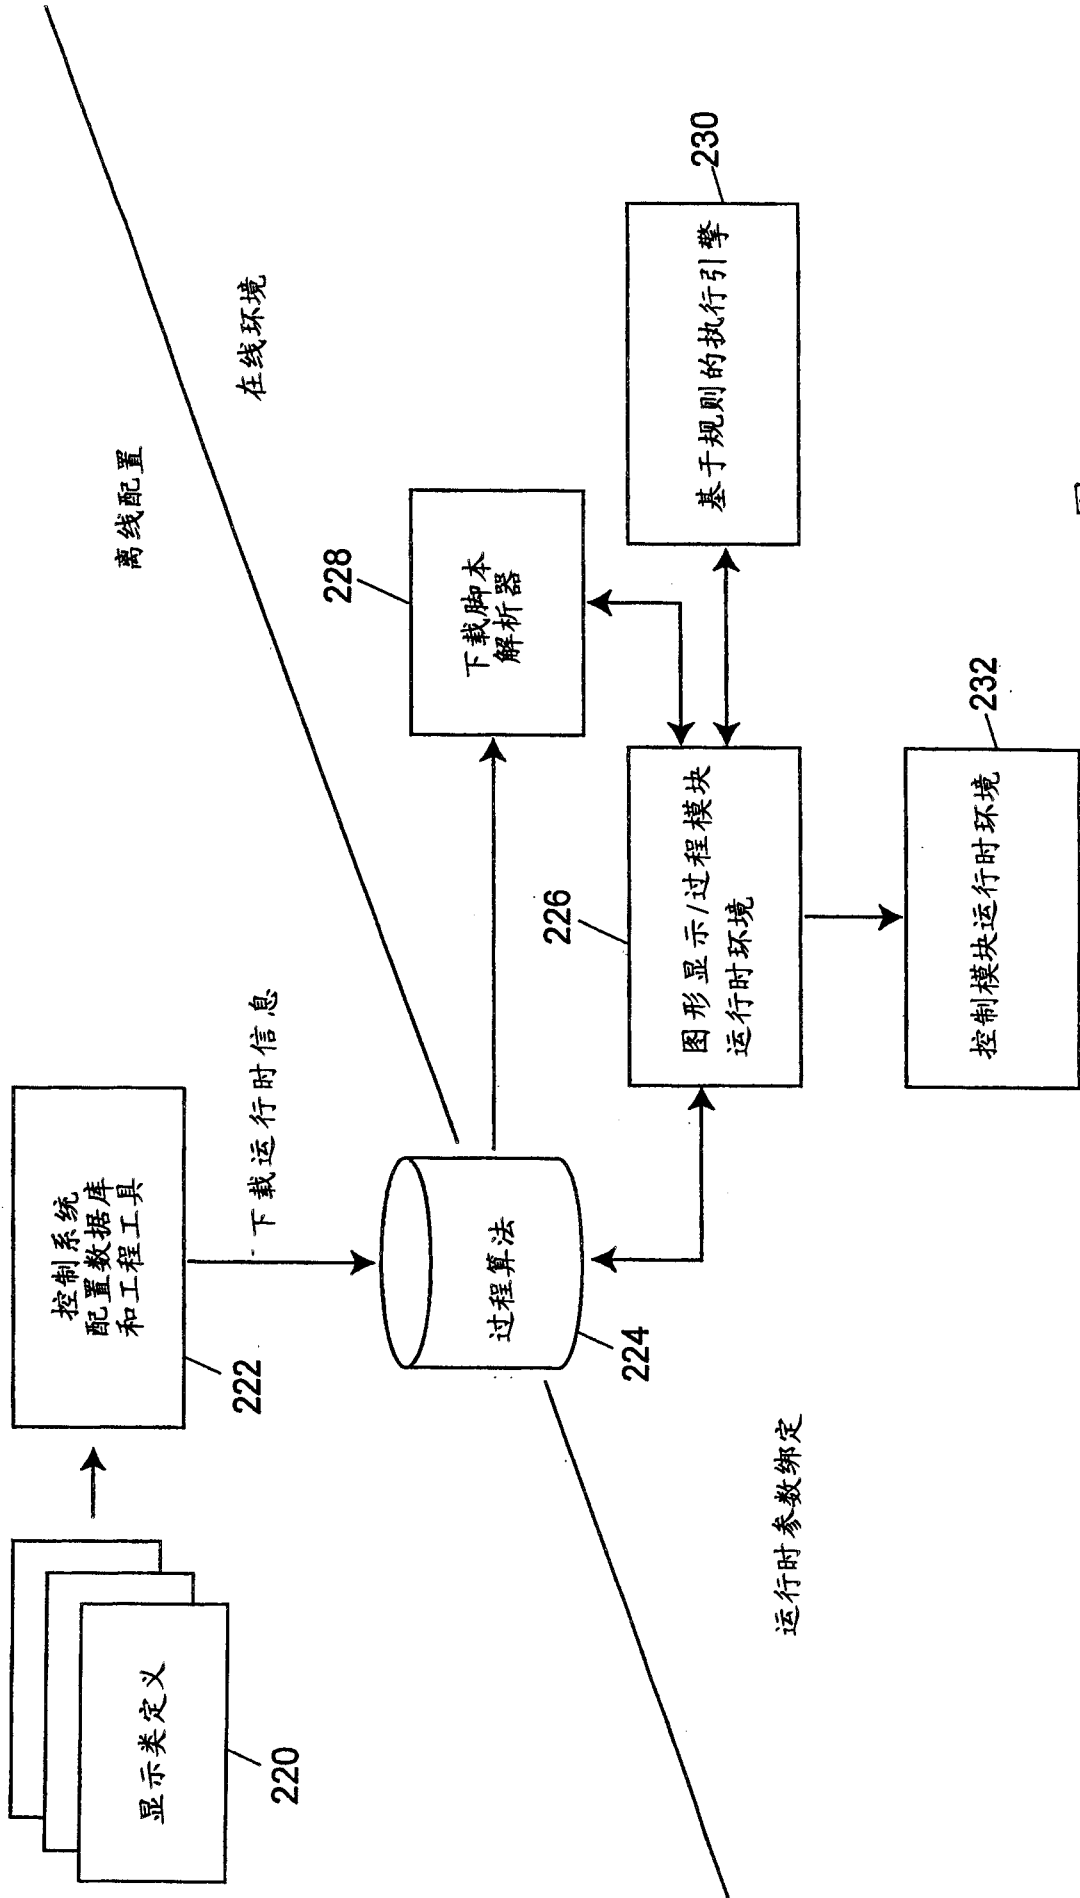 离线配置
在线环境
显示类定义
220
控制系统
配置数据库
和工程工具
222
下载运行时信息
过程算法
224
下载脚本
解析器
228
图形显示/过程模块
运行时环境
226
基于规则的执行引擎
230
控制模块运行时环境
232
运行时参数绑定